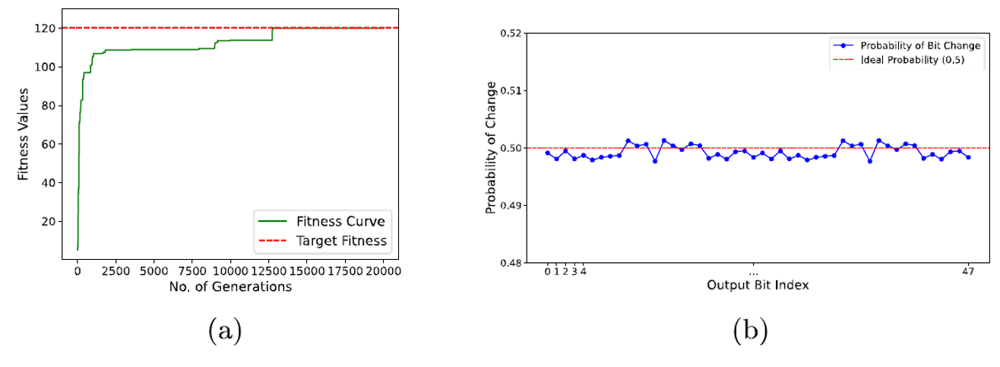 120
100
80
60
40
20
Fitness Values
Fitness Curve
Target Fitness
0 2500 5000 7500 10000 12500 15000 17500 20000
No. of Generations
(a)
0.52
0.51
0.50
0.49
0.48
Probability of Change
Probability of Bit Change
Ideal Probability (0.5)
0 1 2 3 4 ... 47
Output Bit Index
(b)